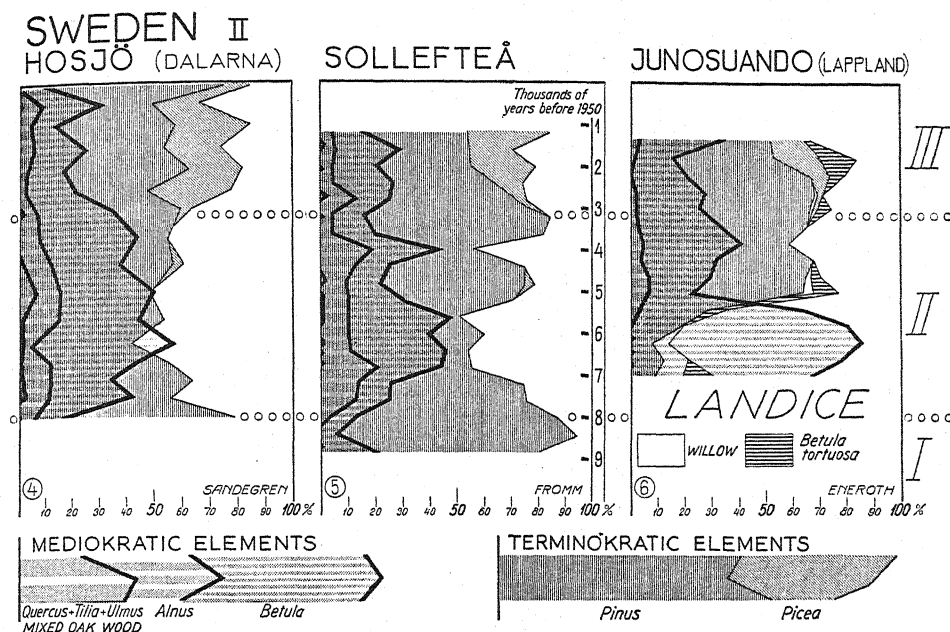 SWEDEN II
HOSJÖ (DALARNA)
SOLLEFTEÅ
JUNOSUANDO (LAPPLAND)
Thousands of
years before 1950
1
2
3
4
5
6
7
8
9
III
II
I
LANDICE
WILLOW
Betula
tortuosa
4
SANDEGREN
5
FROMM
6
ENEROTH
10 20 30 40 50 60 70 80 90 100 %
10 20 30 40 50 60 70 80 90 100 %
10 20 30 40 50 60 70 80 90 100 %
MEDIOKRATIC ELEMENTS
TERMINOKRATIC ELEMENTS
Quercus+Tilia+Ulmus
MIXED OAK WOOD
Alnus
Betula
Pinus
Picea